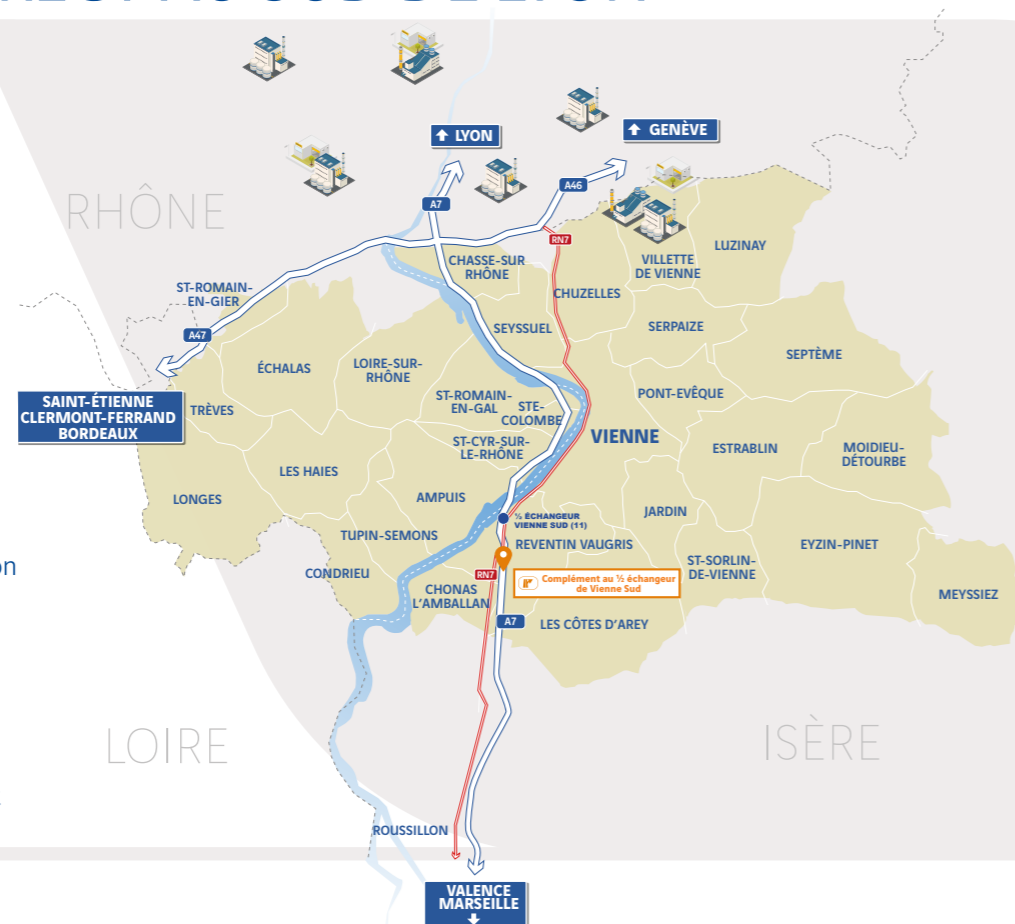 LYON
GENÈVE
A46
A7
RHÔNE
RN7
LUZINAY
CHASSE-SUR
RHÔNE
VILLETTE
DE VIENNE
ST-ROMAIN-
EN-GIER
CHUZELLES
SEYSSUEL
SERPAIZE
A47
SEPTÈME
ÉCHALAS
LOIRE-SUR-
RHÔNE
PONT-EVÊQUE
SAINT-ÉTIENNE
CLERMONT-FERRAND
BORDEAUX
TRÈVES
ST-ROMAIN-
EN-GAL
STE-
COLOMBE
VIENNE
ST-CYR-SUR-
LE-RHÔNE
ESTRABLIN
MOIDIEU-
DÉTOURBE
LES HAIES
LONGES
AMPUIS
JARDIN
½ ÉCHANGEUR
VIENNE SUD (11)
TUPIN-SEMONS
REVENTIN VAUGRIS
EYZIN-PINET
ST-SORLIN-
DE-VIENNE
CONDRIEU
RN7
Complément au ½ échangeur
de Vienne Sud
CHONAS
L'AMBALLAN
MEYSSIEZ
A7
LES CÔTES D'AREY
LOIRE
ISÈRE
ROUSSILLON
VALENCE
MARSEILLE